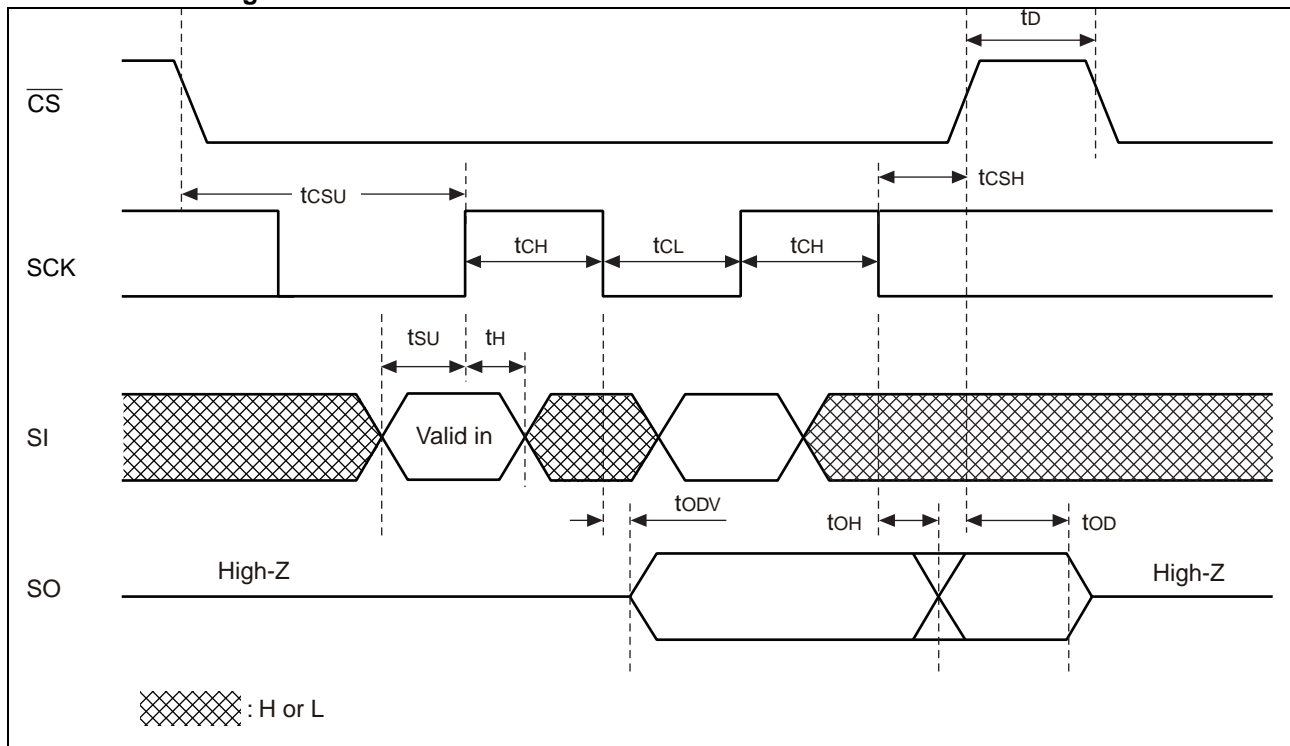 tD
CS
tCSU
tCSH
SCK
tCH
tCL
tCH
tSU
tH
SI
Valid in
tODV
tOH
tOD
SO
High-Z
High-Z
: H or L